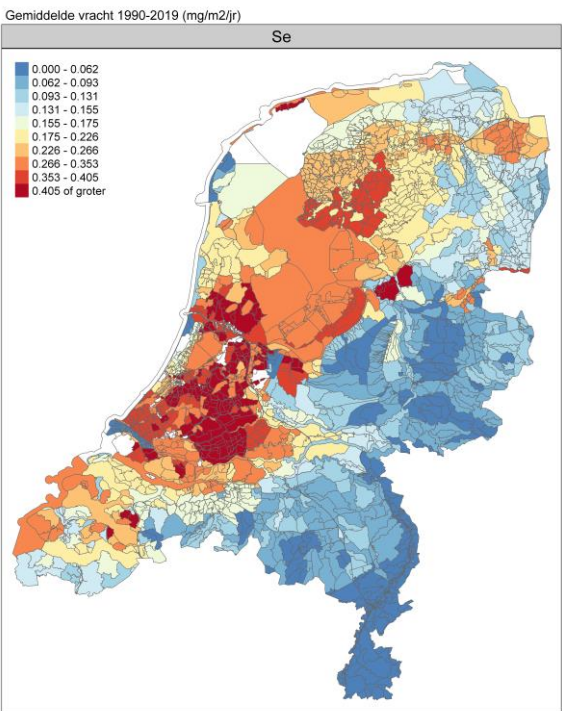 Gemiddelde vracht 1990-2019 (mg/m2/jr)
Se
0.000 - 0.062
0.062 - 0.093
0.093 - 0.131
0.131 - 0.155
0.155 - 0.175
0.175 - 0.226
0.226 - 0.266
0.266 - 0.353
0.353 - 0.405
0.405 of groter